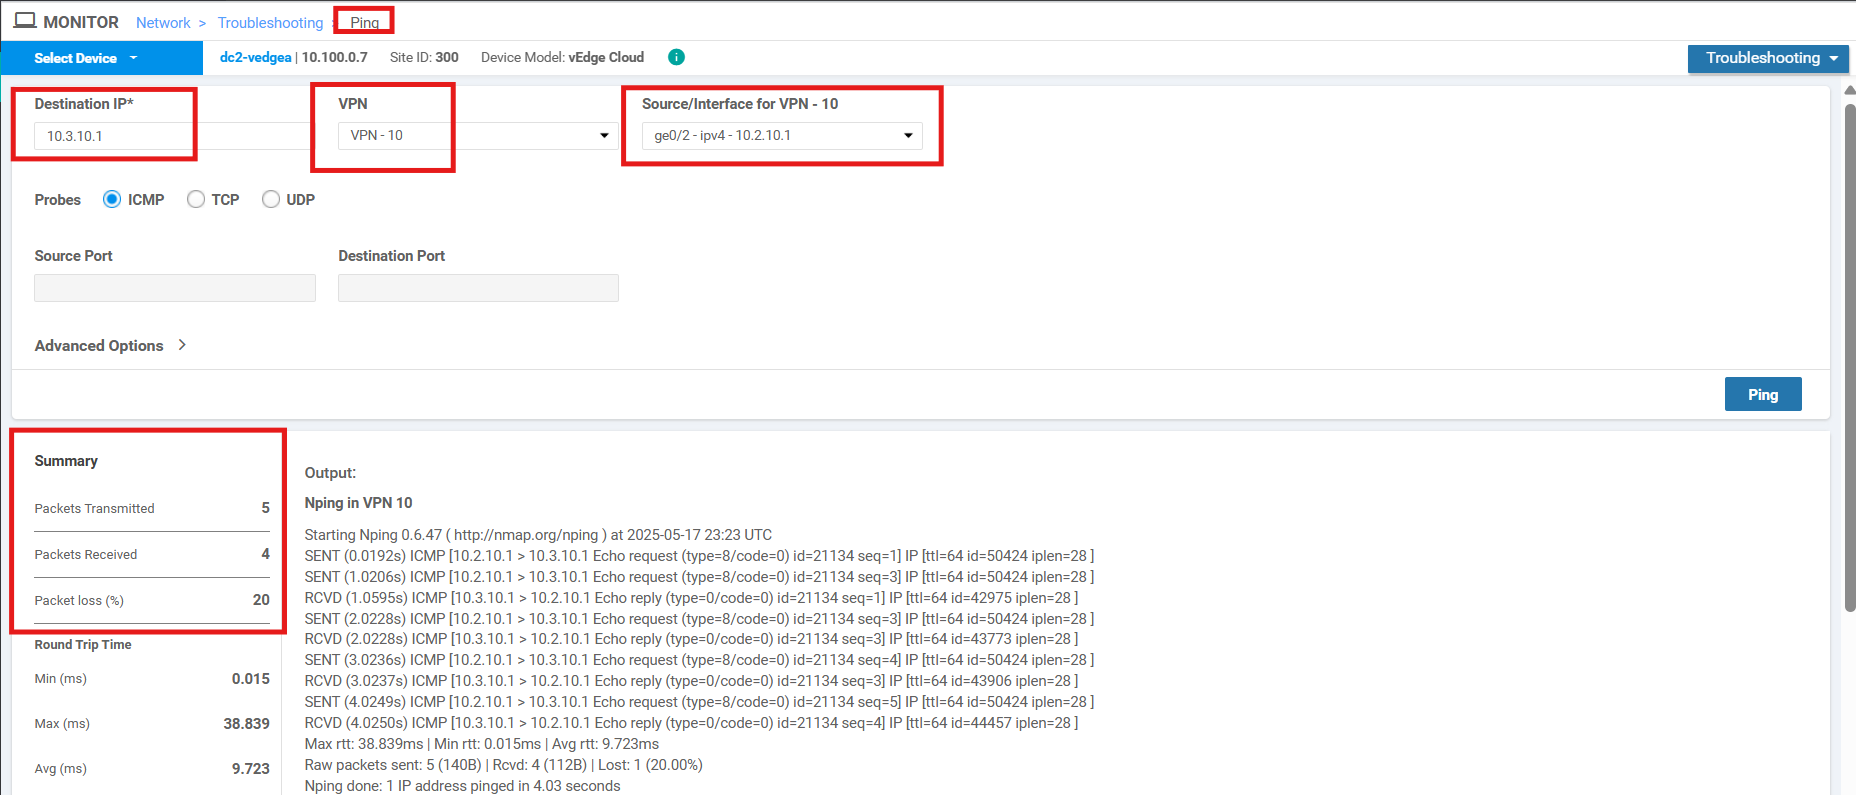 MONITOR Network > Troubleshooting > Ping
Select Device dc2-vedgea | 10.100.0.7 Site ID: 300 Device Model: vEdge Cloud i Troubleshooting
Destination IP* VPN Source/Interface for VPN - 10
10.3.10.1 VPN - 10 ge0/2 - ipv4 - 10.2.10.1
Probes ICMP TCP UDP
Source Port Destination Port
Advanced Options >
Ping
Summary
Packets Transmitted 5
Packets Received 4
Packet loss (%) 20
Round Trip Time
Min (ms) 0.015
Max (ms) 38.839
Avg (ms) 9.723
Output:
Nping in VPN 10
Starting Nping 0.6.47 ( http://nmap.org/nping ) at 2025-05-17 23:23 UTC
SENT (0.0192s) ICMP [10.2.10.1 > 10.3.10.1 Echo request (type=8/code=0) id=21134 seq=1] IP [ttl=64 id=50424 iplen=28 ]
SENT (1.0206s) ICMP [10.2.10.1 > 10.3.10.1 Echo request (type=8/code=0) id=21134 seq=3] IP [ttl=64 id=50424 iplen=28 ]
RCVD (1.0595s) ICMP [10.3.10.1 > 10.2.10.1 Echo reply (type=0/code=0) id=21134 seq=1] IP [ttl=64 id=42975 iplen=28 ]
SENT (2.0228s) ICMP [10.2.10.1 > 10.3.10.1 Echo request (type=8/code=0) id=21134 seq=3] IP [ttl=64 id=50424 iplen=28 ]
RCVD (2.0228s) ICMP [10.3.10.1 > 10.2.10.1 Echo reply (type=0/code=0) id=21134 seq=3] IP [ttl=64 id=43773 iplen=28 ]
SENT (3.0236s) ICMP [10.2.10.1 > 10.3.10.1 Echo request (type=8/code=0) id=21134 seq=4] IP [ttl=64 id=50424 iplen=28 ]
RCVD (3.0237s) ICMP [10.3.10.1 > 10.2.10.1 Echo reply (type=0/code=0) id=21134 seq=3] IP [ttl=64 id=43906 iplen=28 ]
SENT (4.0249s) ICMP [10.2.10.1 > 10.3.10.1 Echo request (type=8/code=0) id=21134 seq=5] IP [ttl=64 id=50424 iplen=28 ]
RCVD (4.0250s) ICMP [10.3.10.1 > 10.2.10.1 Echo reply (type=0/code=0) id=21134 seq=4] IP [ttl=64 id=44457 iplen=28 ]
Max rtt: 38.839ms | Min rtt: 0.015ms | Avg rtt: 9.723ms
Raw packets sent: 5 (140B) | Rcvd: 4 (112B) | Lost: 1 (20.00%)
Nping done: 1 IP address pinged in 4.03 seconds